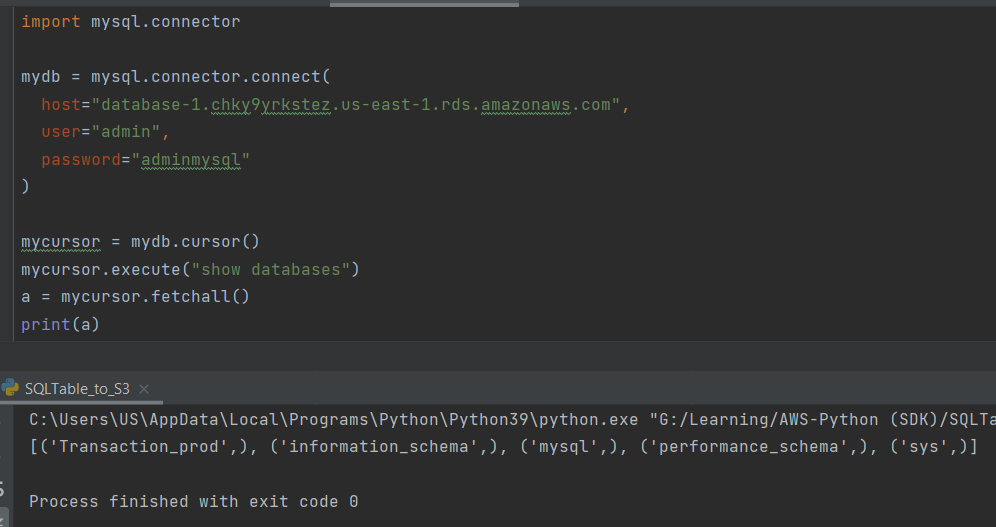 import mysql.connector
mydb = mysql.connector.connect(
host="database-1.chky9yrkstez.us-east-1.rds.amazonaws.com",
user="admin",
password="adminmysql"
)
mycursor = mydb.cursor()
mycursor.execute("show databases")
a = mycursor.fetchall()
print(a)
SQLTable_to_S3
C:\Users\US\AppData\Local\Programs\Python\Python39\python.exe "G:/Learning/AWS-Python (SDK)/SQLTa
[('Transaction_prod',), ('information_schema',), ('mysql',), ('performance_schema',), ('sys',)]
Process finished with exit code 0